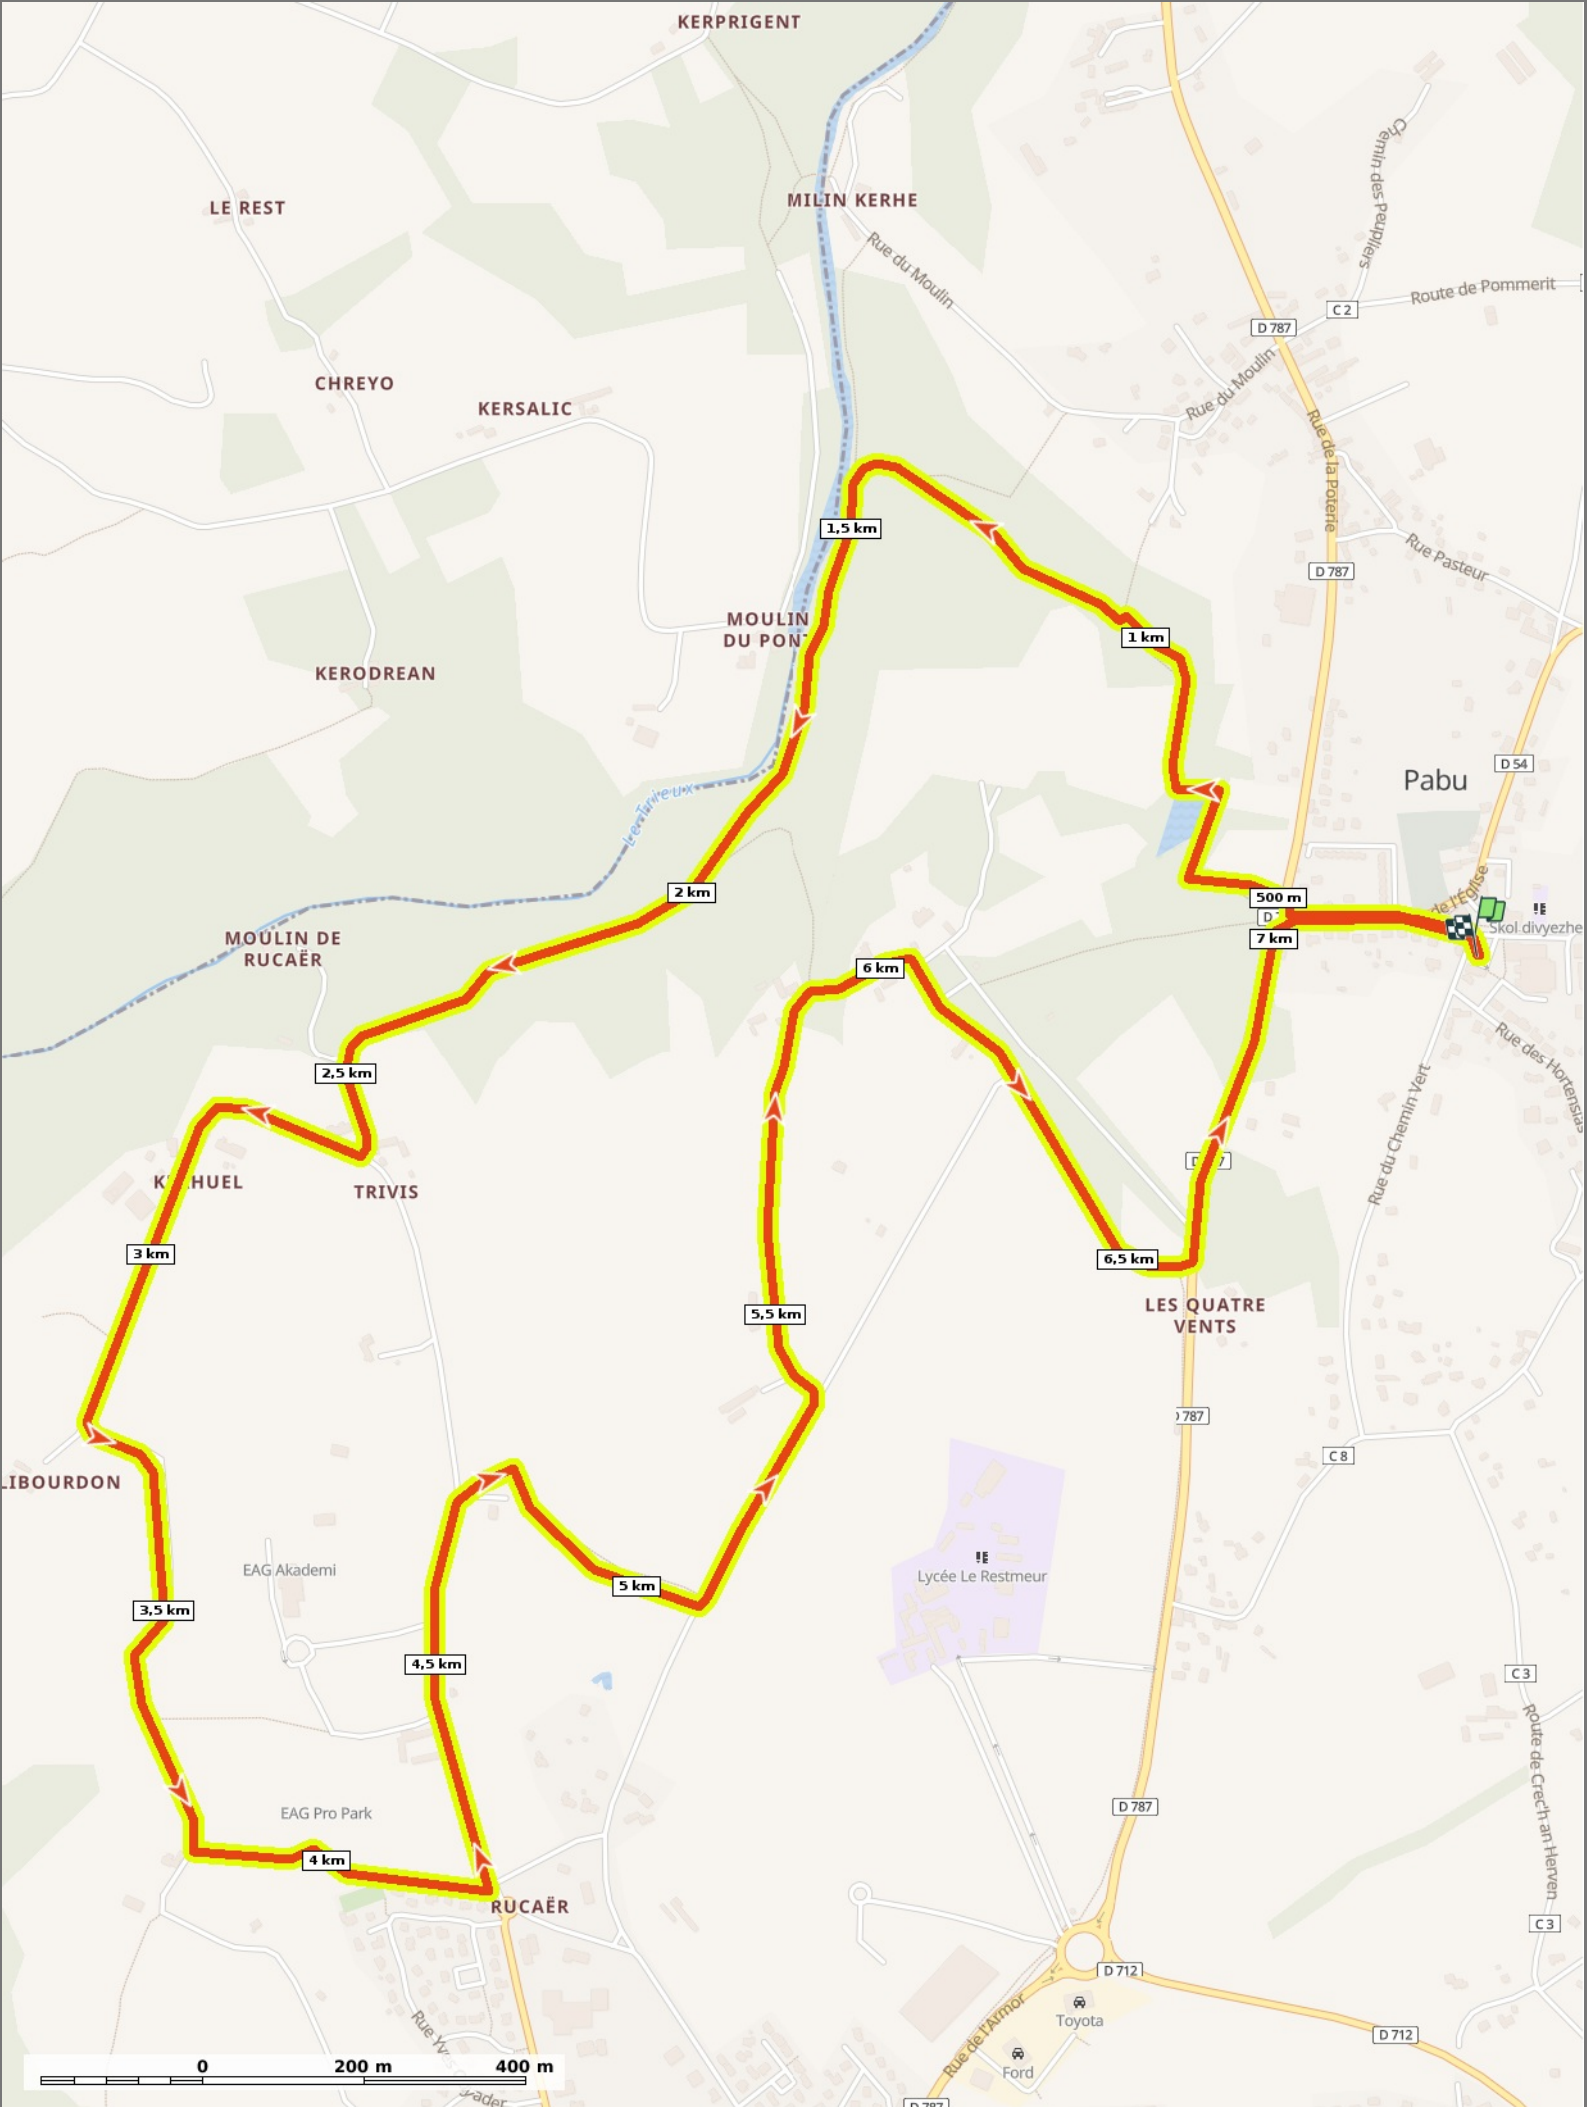 KERPRIGENT
Chemin des Peupliers
LE REST
MILIN KERHE
Rue du Moulin
Route de Pommerit
C 2
D 787
CHREYO
Rue du Moulin
KERSALIC
Rue de la Poterie
1,5 km
Rue Pasteur
D 787
MOULIN
DU PONT
1 km
KERODREAN
D 54
Pabu
Le Trieux
2 km
500 m
de l'Église
Skol divyezhe
7 km
MOULIN DE
RUCAËR
6 km
Rue des Hortensias
2,5 km
Rue du Chemin Vert
TRIVIS
3 km
6,5 km
LES QUATRE
VENTS
5,5 km
D 787
C 8
LIBOURDON
EAG Akademi
Lycée Le Restmeur
5 km
3,5 km
4,5 km
C 3
Route de Crec'h an Herven
D 787
EAG Pro Park
4 km
RUCAËR
C 3
D 712
Toyota
Rue de l'Armor
D 712
Ford
0 200 m 400 m
D 787